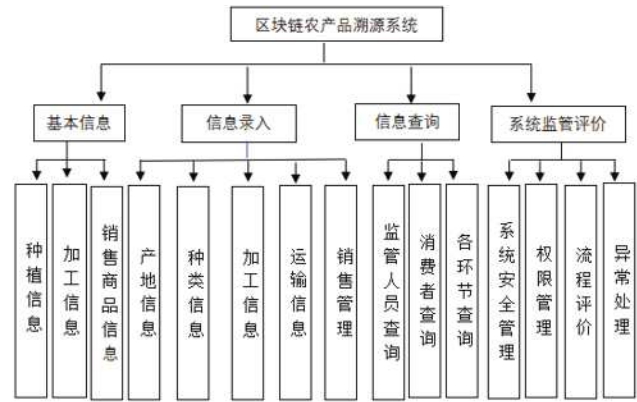 区块链农产品溯源系统
基本信息
信息录入
信息查询
系统监管评价
种植信息
加工信息
销售商品信息
产地信息
种类信息
加工信息
运输信息
销售管理
监管人员查询
消费者查询
各环节查询
系统安全管理
权限管理
流程评价
异常处理